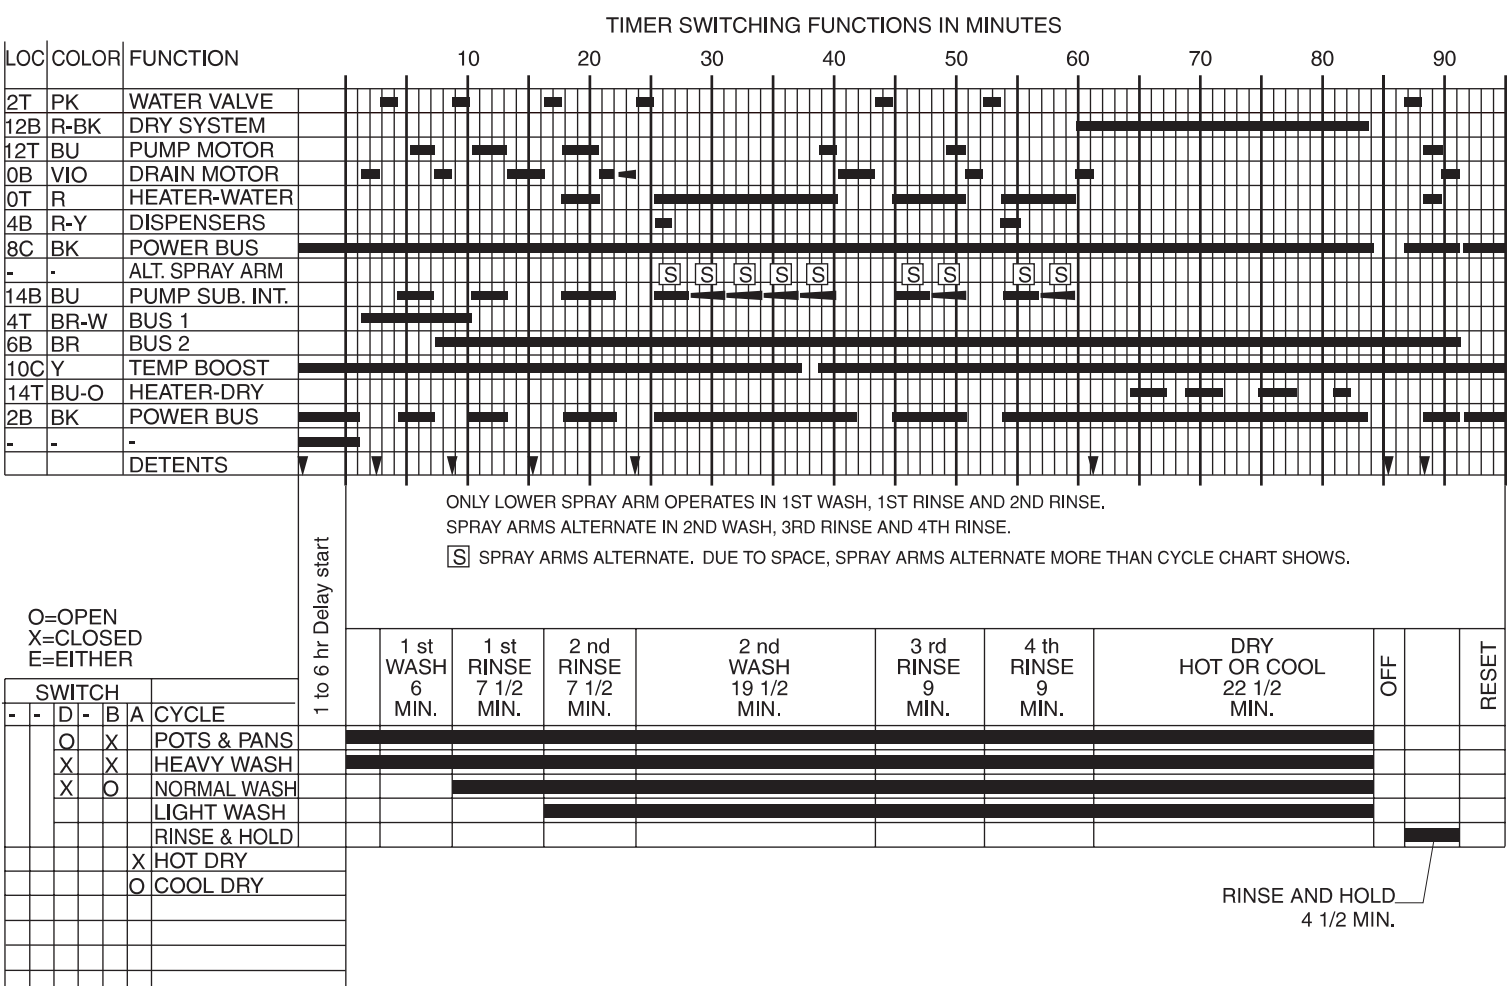 TIMER SWITCHING FUNCTIONS IN MINUTES
LOC COLOR FUNCTION 10 20 30 40 50 60 70 80 90
2T PK WATER VALVE
12B R-BK DRY SYSTEM
12T BU PUMP MOTOR
0B VIO DRAIN MOTOR
0T R HEATER-WATER
4B R-Y DISPENSERS
8C BK POWER BUS
- - ALT. SPRAY ARM S S S S S S S S S
14B BU PUMP SUB. INT.
4T BR-W BUS 1
6B BR BUS 2
10C Y TEMP BOOST
14T BU-O HEATER-DRY
2B BK POWER BUS
- - -
DETENTS
ONLY LOWER SPRAY ARM OPERATES IN 1ST WASH, 1ST RINSE AND 2ND RINSE.
SPRAY ARMS ALTERNATE IN 2ND WASH, 3RD RINSE AND 4TH RINSE.
S SPRAY ARMS ALTERNATE. DUE TO SPACE, SPRAY ARMS ALTERNATE MORE THAN CYCLE CHART SHOWS.
O=OPEN
X=CLOSED
E=EITHER
1 to 6 hr Delay start
1 st
WASH
6
MIN.
1 st
RINSE
7 1/2
MIN.
2 nd
RINSE
7 1/2
MIN.
2 nd
WASH
19 1/2
MIN.
3 rd
RINSE
9
MIN.
4 th
RINSE
9
MIN.
DRY
HOT OR COOL
22 1/2
MIN.
OFF
RESET
SWITCH
- - D - B A CYCLE
O X POTS & PANS
X X HEAVY WASH
X O NORMAL WASH
LIGHT WASH
RINSE & HOLD
X HOT DRY
O COOL DRY
RINSE AND HOLD
4 1/2 MIN.